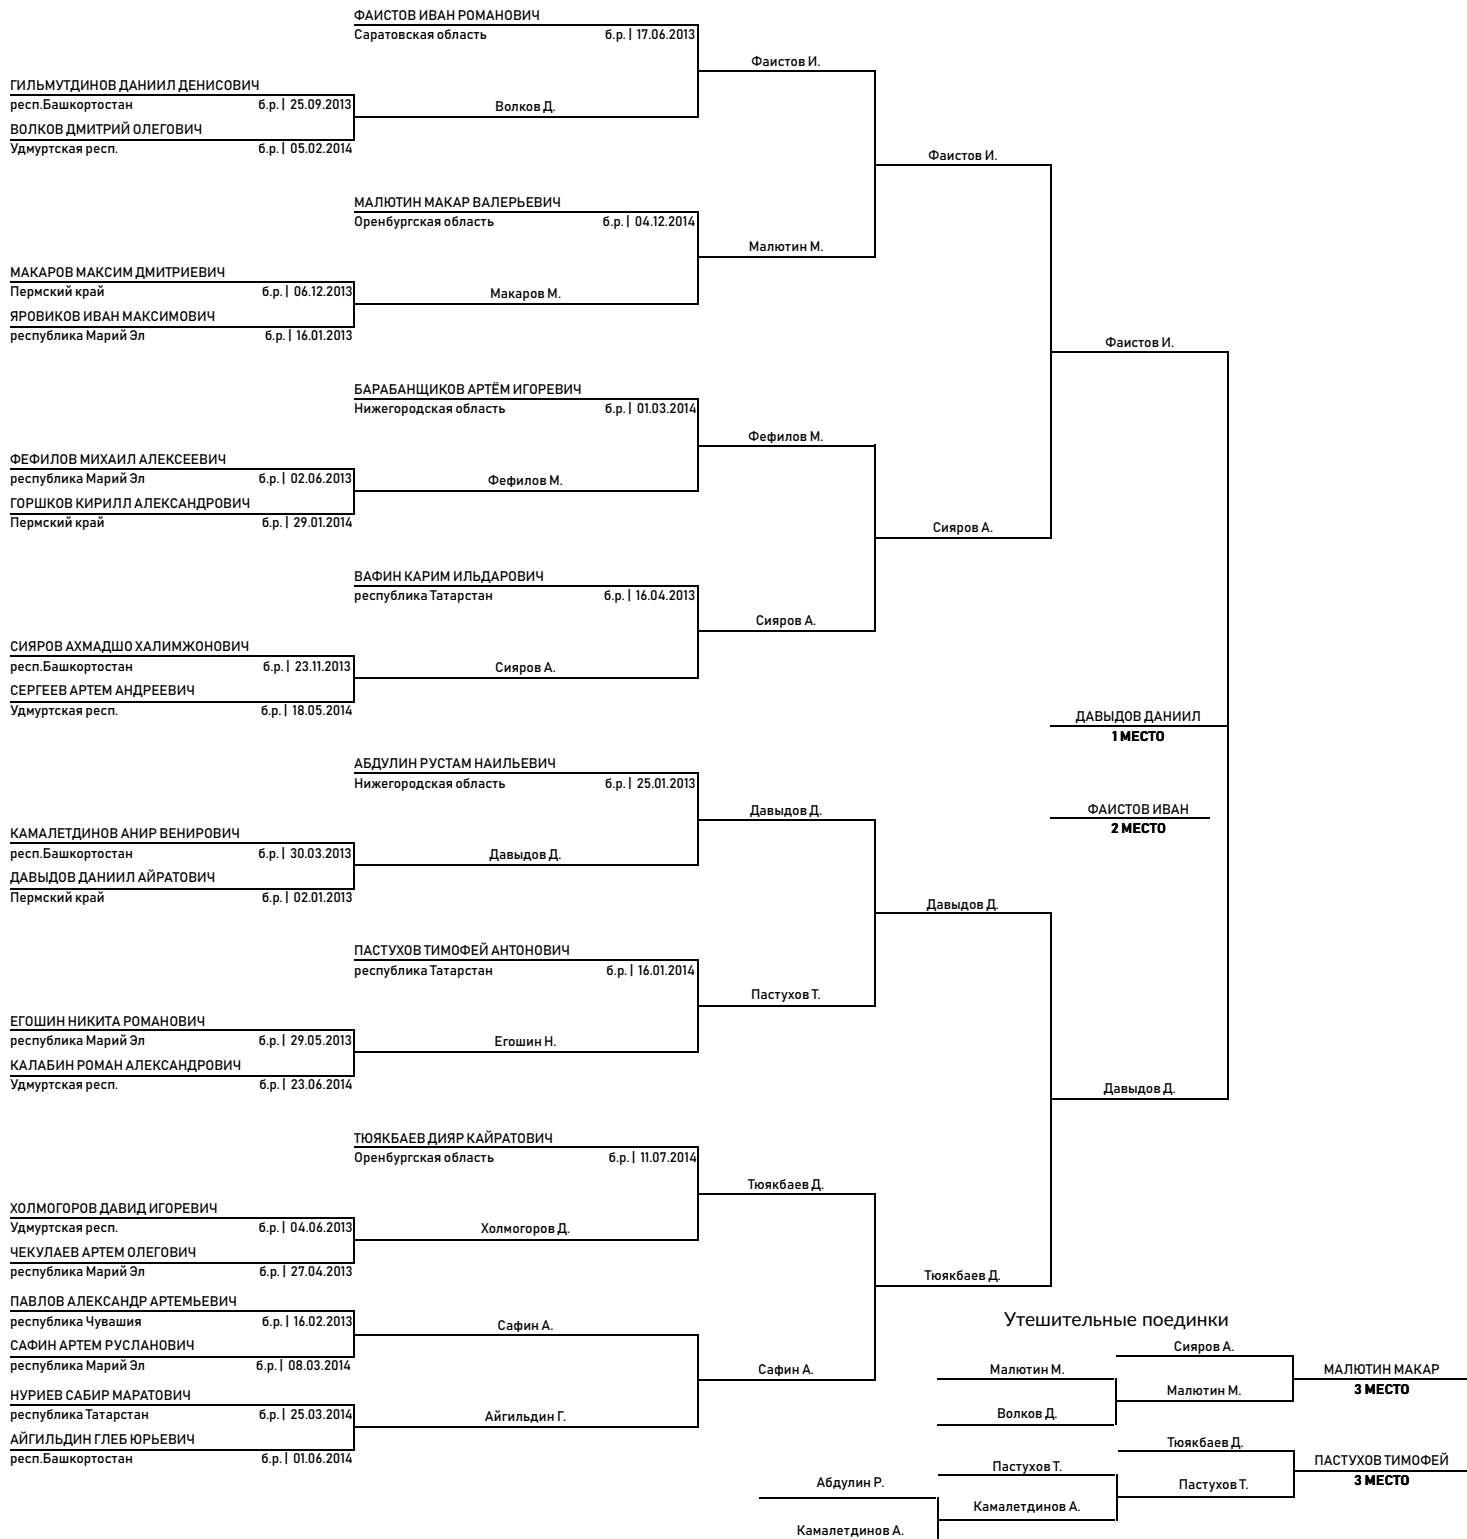 ФАИСТОВ ИВАН РОМАНОВИЧ
Саратовская область б.р. | 17.06.2013
Фаистов И.
ГИЛЬМУТДИНОВ ДАНИИЛ ДЕНИСОВИЧ
респ.Башкортостан б.р. | 25.09.2013
Волков Д.
ВОЛКОВ ДМИТРИЙ ОЛЕГОВИЧ
Удмуртская респ. б.р. | 05.02.2014
Фаистов И.
МАЛЮТИН МАКАР ВАЛЕРЬЕВИЧ
Оренбургская область б.р. | 04.12.2014
Малютин М.
МАКАРОВ МАКСИМ ДМИТРИЕВИЧ
Пермский край б.р. | 06.12.2013
Макаров М.
ЯРОВИКОВ ИВАН МАКСИМОВИЧ
республика Марий Эл б.р. | 16.01.2013
Фаистов И.
БАРАБАНЩИКОВ АРТЁМ ИГОРЕВИЧ
Нижегородская область б.р. | 01.03.2014
Фефилов М.
ФЕФИЛОВ МИХАИЛ АЛЕКСЕЕВИЧ
республика Марий Эл б.р. | 02.06.2013
Фефилов М.
ГОРШКОВ КИРИЛЛ АЛЕКСАНДРОВИЧ
Пермский край б.р. | 29.01.2014
Сияров А.
ВАФИН КАРИМ ИЛЬДАРОВИЧ
республика Татарстан б.р. | 16.04.2013
Сияров А.
СИЯРОВ АХМАДШО ХАЛИМЖОНОВИЧ
респ.Башкортостан б.р. | 23.11.2013
Сияров А.
СЕРГЕЕВ АРТЕМ АНДРЕЕВИЧ
Удмуртская респ. б.р. | 18.05.2014
ДАВЫДОВ ДАНИИЛ
1 МЕСТО
АБДУЛИН РУСТАМ НАИЛЬЕВИЧ
Нижегородская область б.р. | 25.01.2013
Давыдов Д.
ФАИСТОВ ИВАН
2 МЕСТО
КАМАЛЕТДИНОВ АНИР ВЕНИРОВИЧ
респ.Башкортостан б.р. | 30.03.2013
Давыдов Д.
ДАВЫДОВ ДАНИИЛ АЙРАТОВИЧ
Пермский край б.р. | 02.01.2013
Давыдов Д.
ПАСТУХОВ ТИМОФЕЙ АНТОНОВИЧ
республика Татарстан б.р. | 16.01.2014
Пастухов Т.
ЕГОШИН НИКИТА РОМАНОВИЧ
республика Марий Эл б.р. | 29.05.2013
Егошин Н.
КАЛАБИН РОМАН АЛЕКСАНДРОВИЧ
Удмуртская респ. б.р. | 23.06.2014
Давыдов Д.
ТЮЯКБАЕВ ДИЯР КАЙРАТОВИЧ
Оренбургская область б.р. | 11.07.2014
Тюякбаев Д.
ХОЛМОГОРОВ ДАВИД ИГОРЕВИЧ
Удмуртская респ. б.р. | 04.06.2013
Холмогоров Д.
ЧЕКУЛАЕВ АРТЕМ ОЛЕГОВИЧ
республика Марий Эл б.р. | 27.04.2013
Тюякбаев Д.
ПАВЛОВ АЛЕКСАНДР АРТЕМЬЕВИЧ
республика Чувашия б.р. | 16.02.2013
Сафин А.
САФИН АРТЕМ РУСЛАНОВИЧ
республика Марий Эл б.р. | 08.03.2014
Сафин А.
НУРИЕВ САБИР МАРАТОВИЧ
республика Татарстан б.р. | 25.03.2014
Айгильдин Г.
АЙГИЛЬДИН ГЛЕБ ЮРЬЕВИЧ
респ.Башкортостан б.р. | 01.06.2014
Утешительные поединки
Сияров А.
Малютин М.
МАЛЮТИН МАКАР
3 МЕСТО
Малютин М.
Волков Д.
Тюякбаев Д.
ПАСТУХОВ ТИМОФЕЙ
3 МЕСТО
Пастухов Т.
Пастухов Т.
Абдулин Р.
Камалетдинов А.
Камалетдинов А.